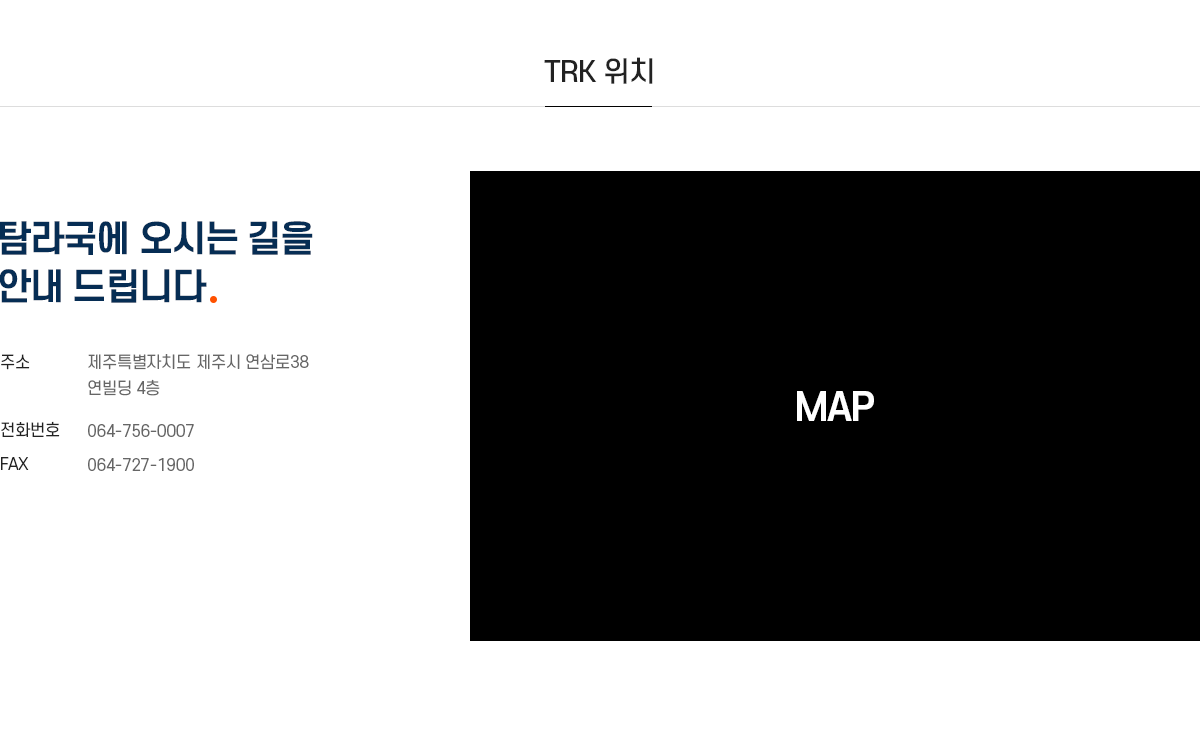 TRK 위치
탐라국에 오시는 길을
안내 드립니다.
주소 제주특별자치도 제주시 연삼로38
연빌딩 4층
전화번호 064-756-0007
FAX 064-727-1900
MAP